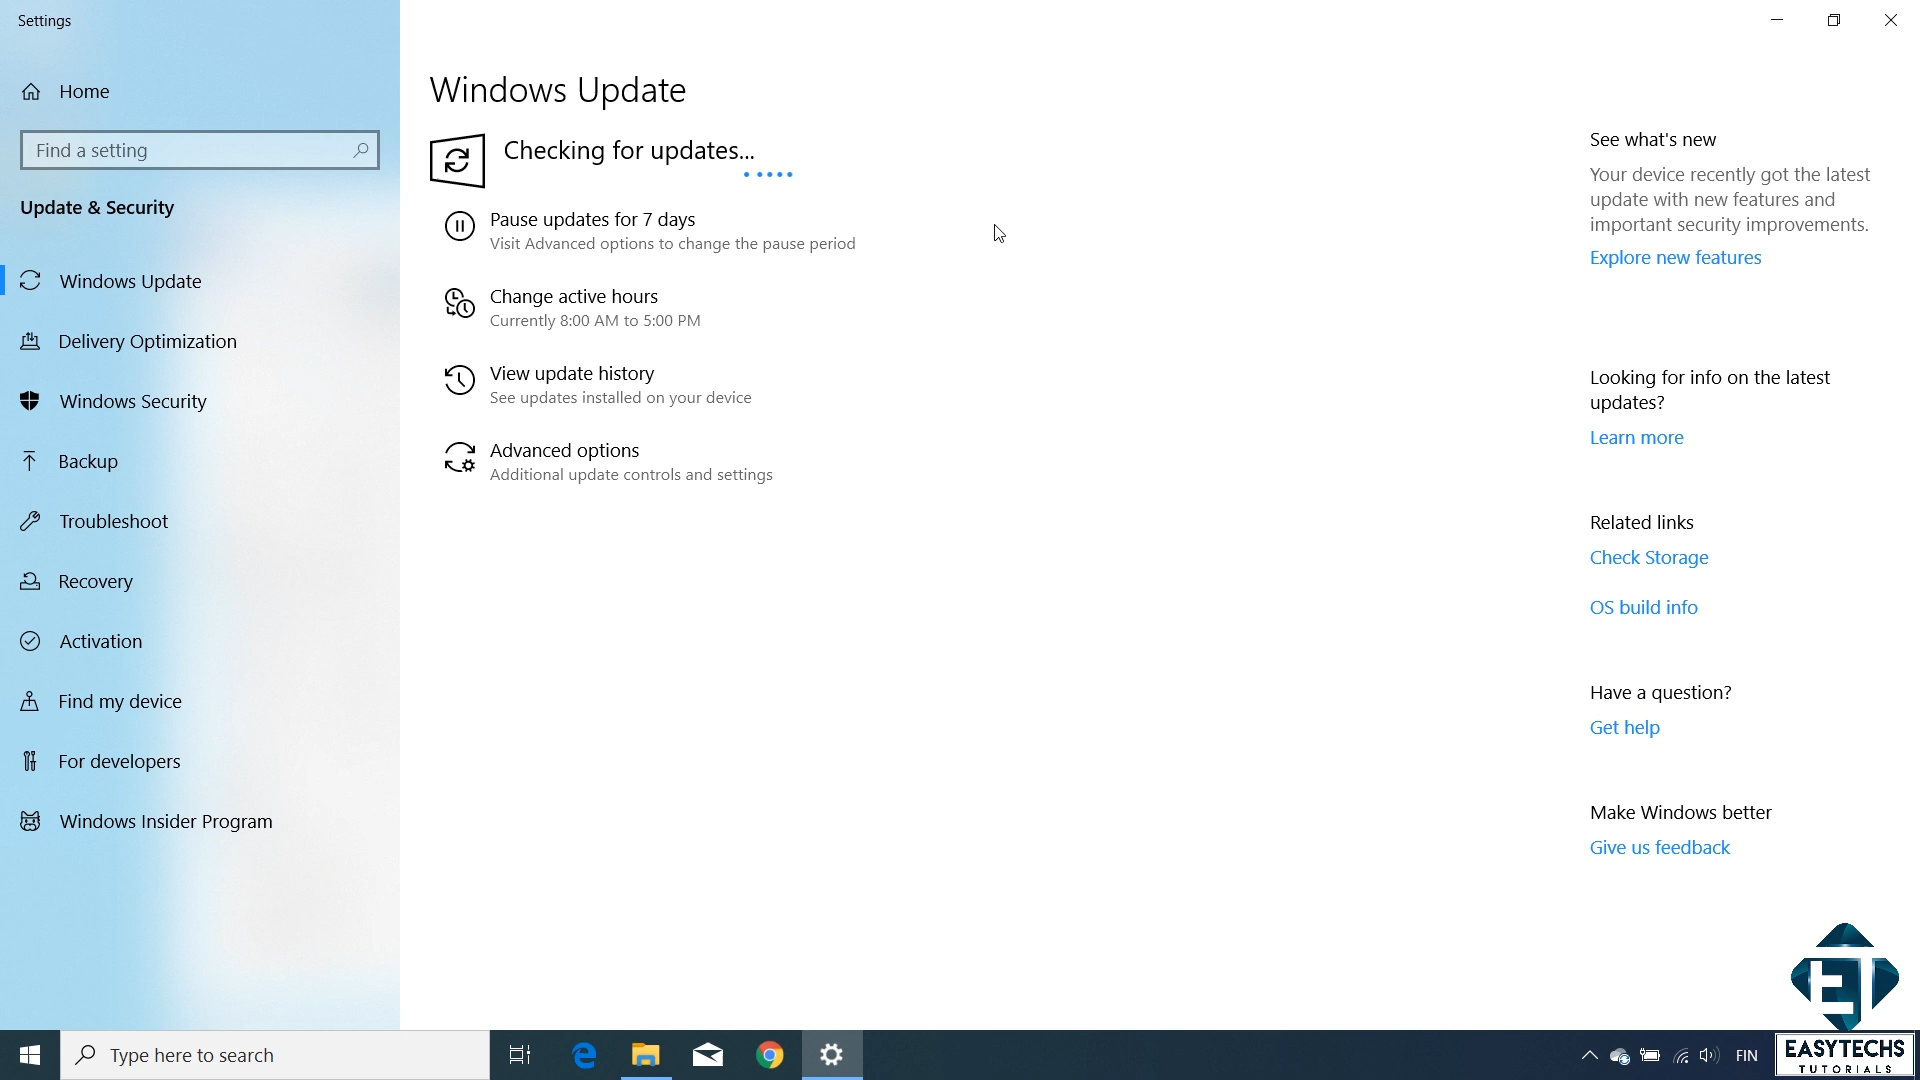 Settings
Home
Find a setting
Update & Security
Windows Update
Delivery Optimization
Windows Security
Backup
Troubleshoot
Recovery
Activation
Find my device
For developers
Windows Insider Program
Windows Update
Checking for updates...
Pause updates for 7 days
Visit Advanced options to change the pause period
Change active hours
Currently 8:00 AM to 5:00 PM
View update history
See updates installed on your device
Advanced options
Additional update controls and settings
See what's new
Your device recently got the latest
update with new features and
important security improvements.
Explore new features
Looking for info on the latest
updates?
Learn more
Related links
Check Storage
OS build info
Have a question?
Get help
Make Windows better
Give us feedback
Type here to search
FIN
ET
EASYTECHS
TUTORIALS